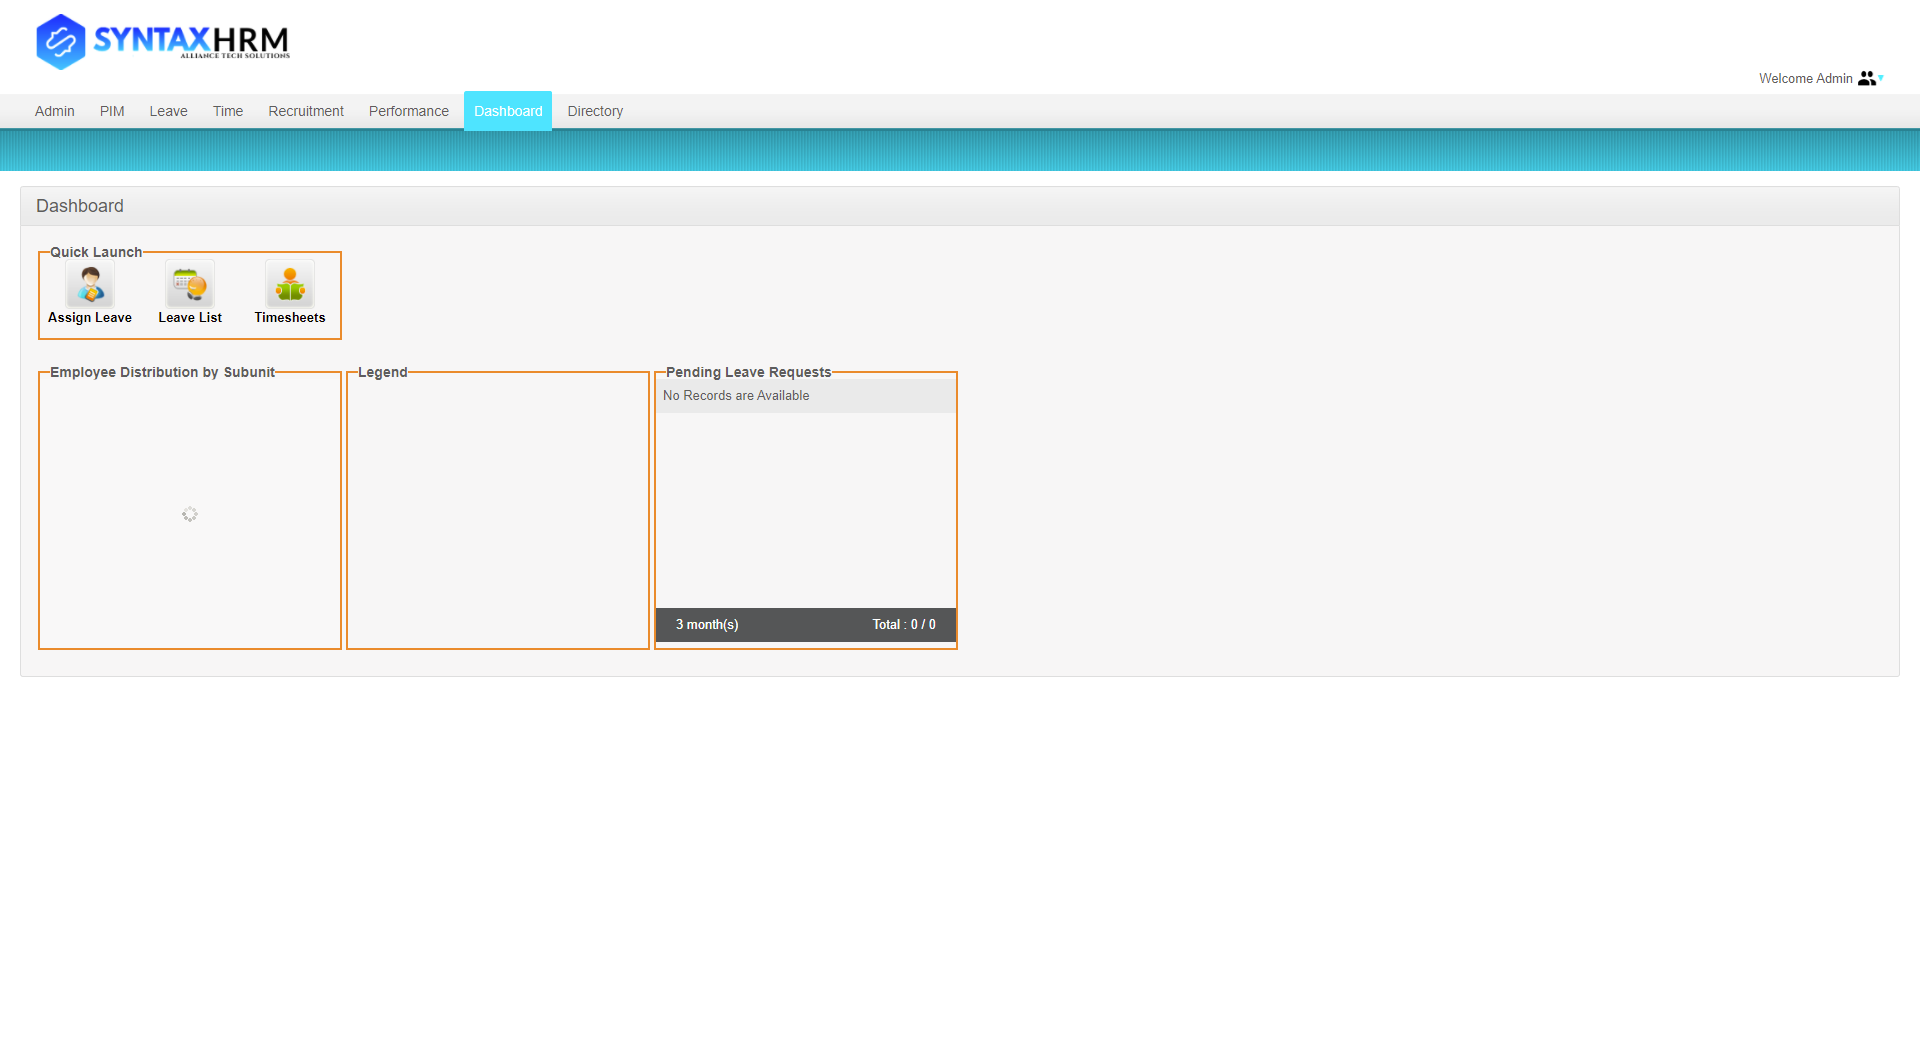 SYNTAXHRM
ALLIANCE TECH SOLUTIONS
Welcome Admin
Admin PIM Leave Time Recruitment Performance Dashboard Directory
Dashboard
Quick Launch
Assign Leave Leave List Timesheets
Employee Distribution by Subunit Legend Pending Leave Requests
No Records are Available
3 month(s) Total : 0 / 0